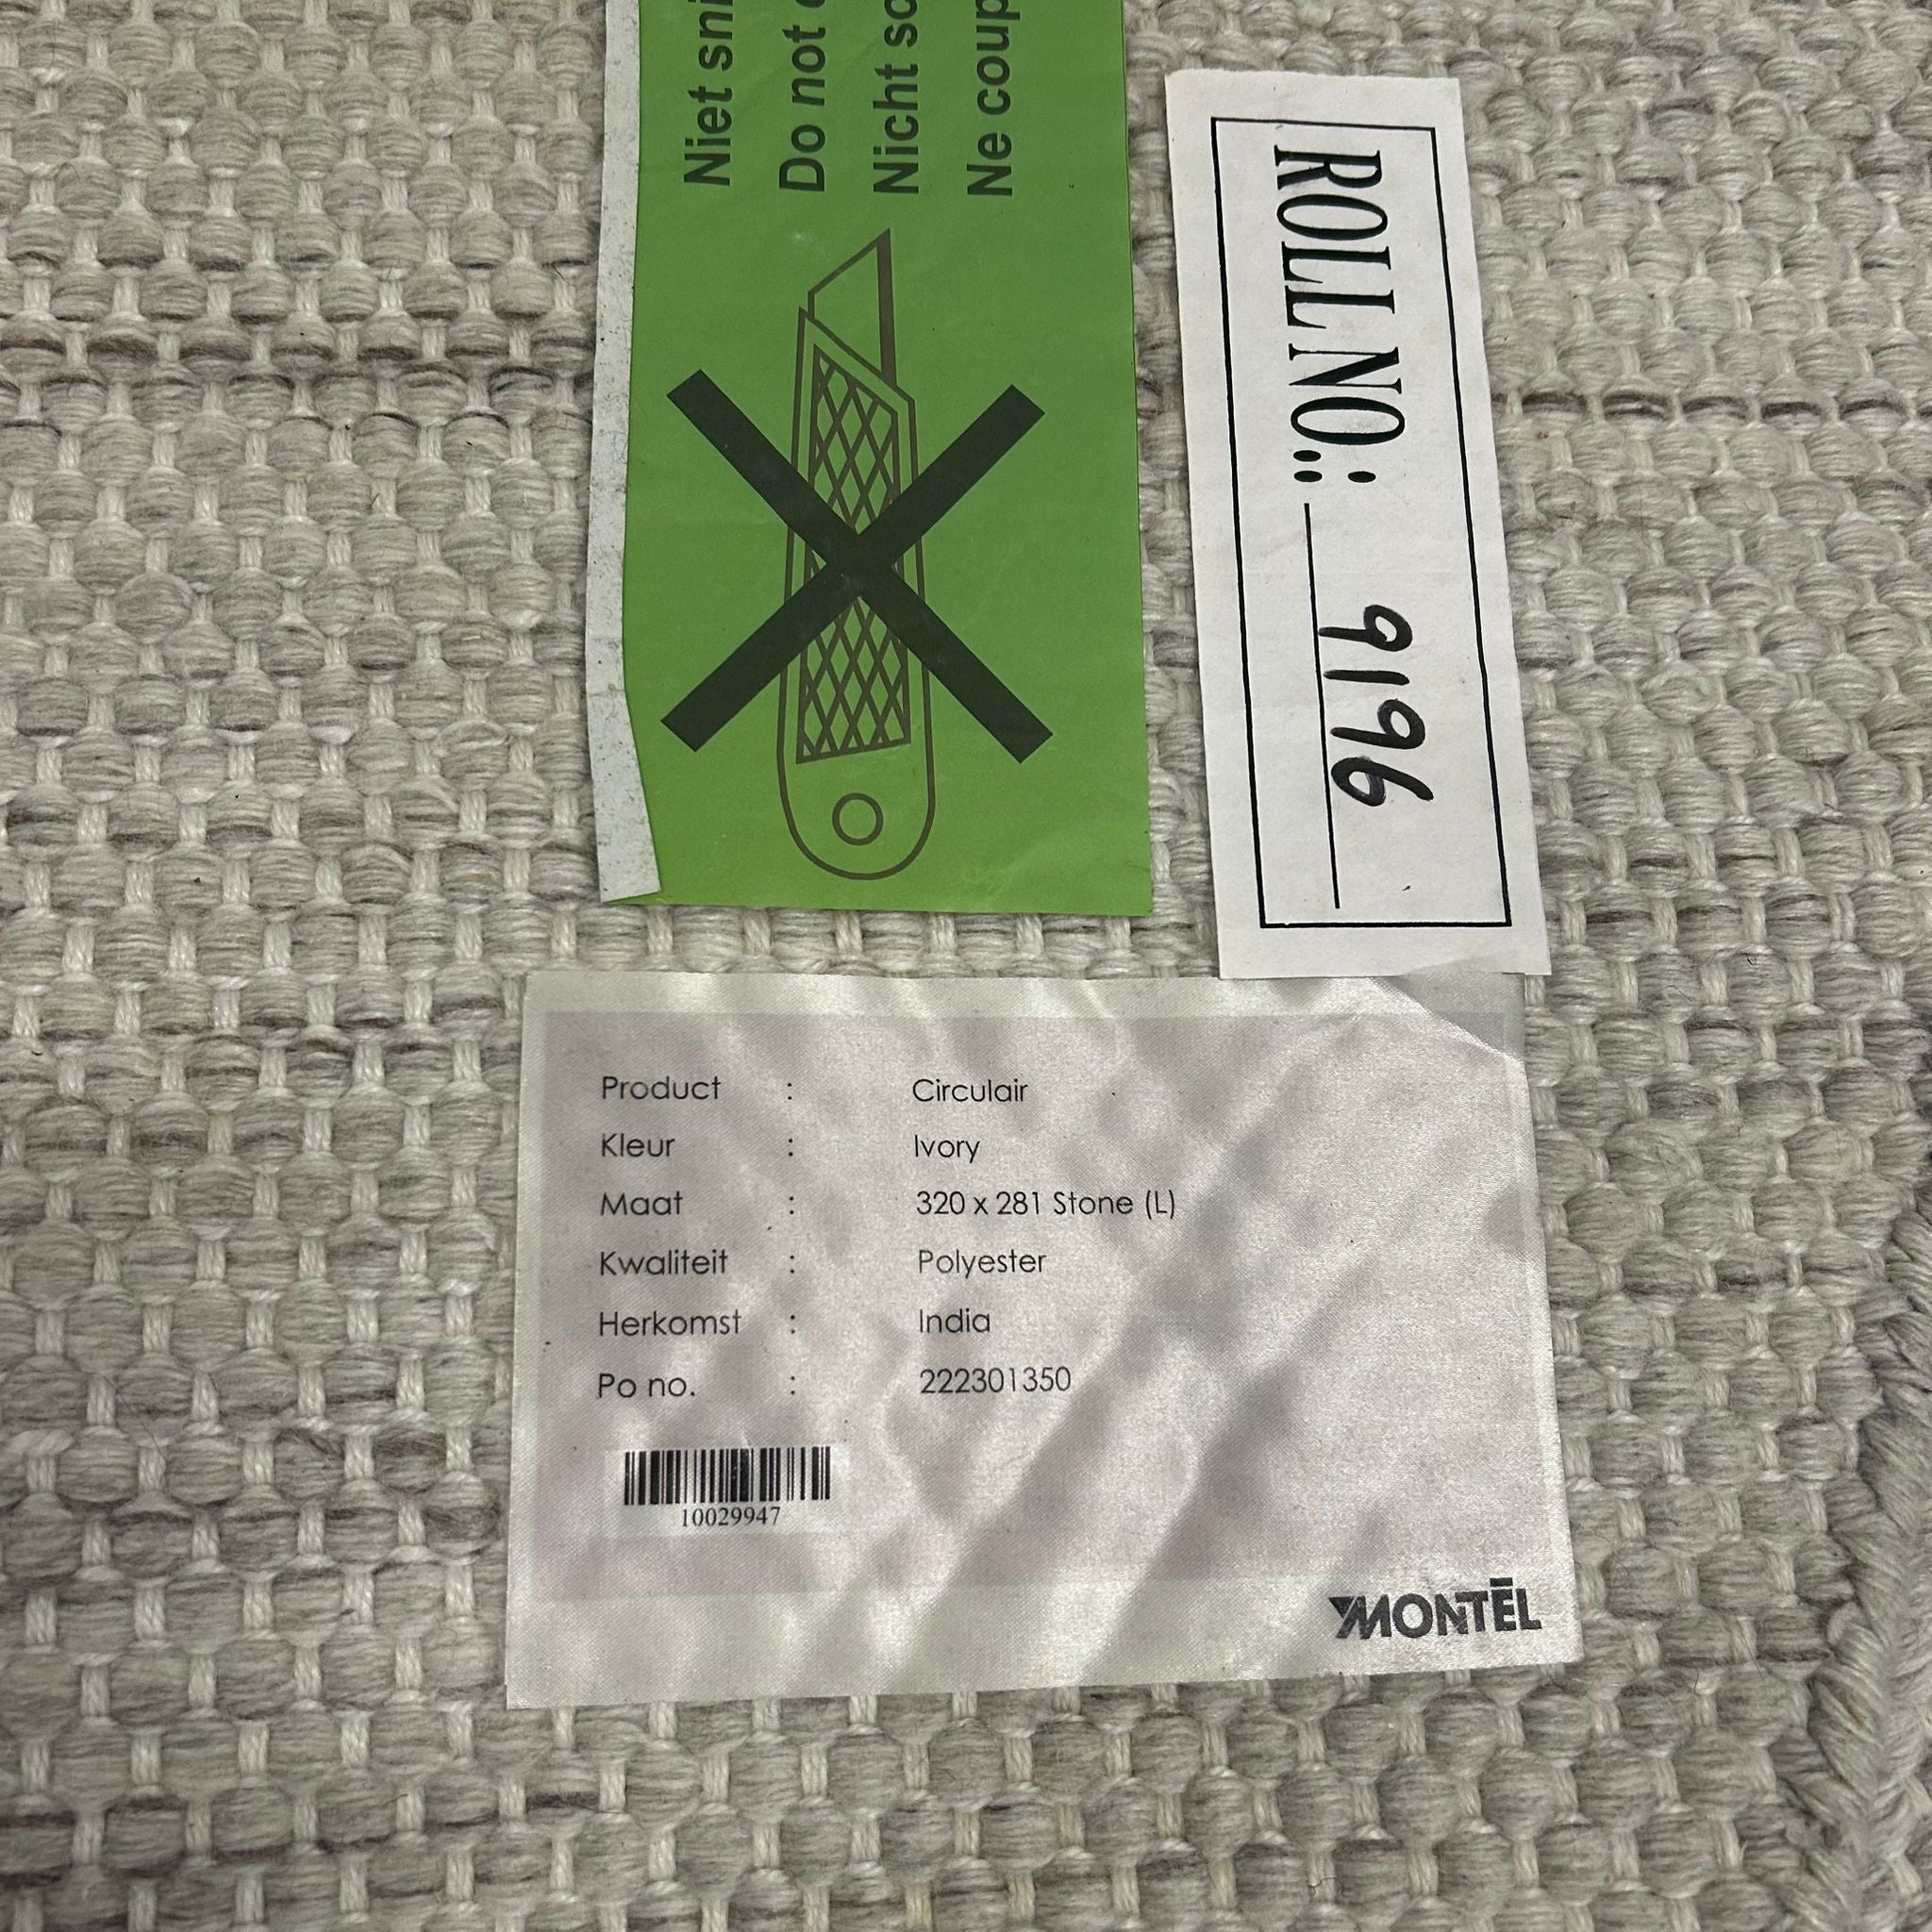 Niet sni
Do not
Nicht sc
Ne coup
ROLL NO.: 9196
Product : Circulair
Kleur : Ivory
Maat : 320 x 281 Stone (L)
Kwaliteit : Polyester
Herkomst : India
Po no. : 222301350
10029947
MONTĒL